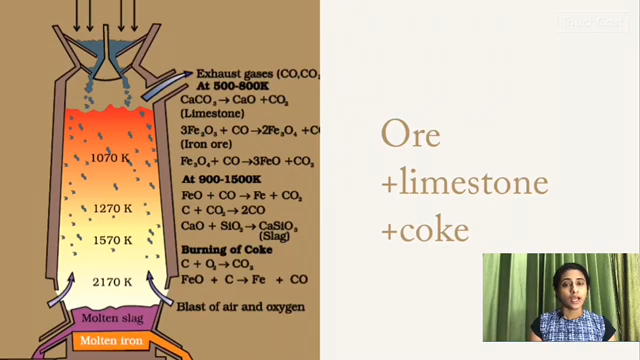 Exhaust gases (CO,CO₂
At 500-800K
CaCO₃→ CaO +CO₂
(Limestone)
3Fe₂O₃ + CO→2Fe₃O₄ +CO
(Iron ore)
Fe₃O₄+ CO→3FeO +CO₂
1070 K
At 900-1500K
FeO + CO → Fe + CO₂
1270 K
C + CO₂→ 2CO
CaO + SiO₂→ CaSiO₃
(Slag)
1570 K
Burning of Coke
C + O₂→ CO₂
2170 K
FeO + C → Fe + CO
Blast of air and oxygen
Molten slag
Molten iron
Ore
+limestone
+coke